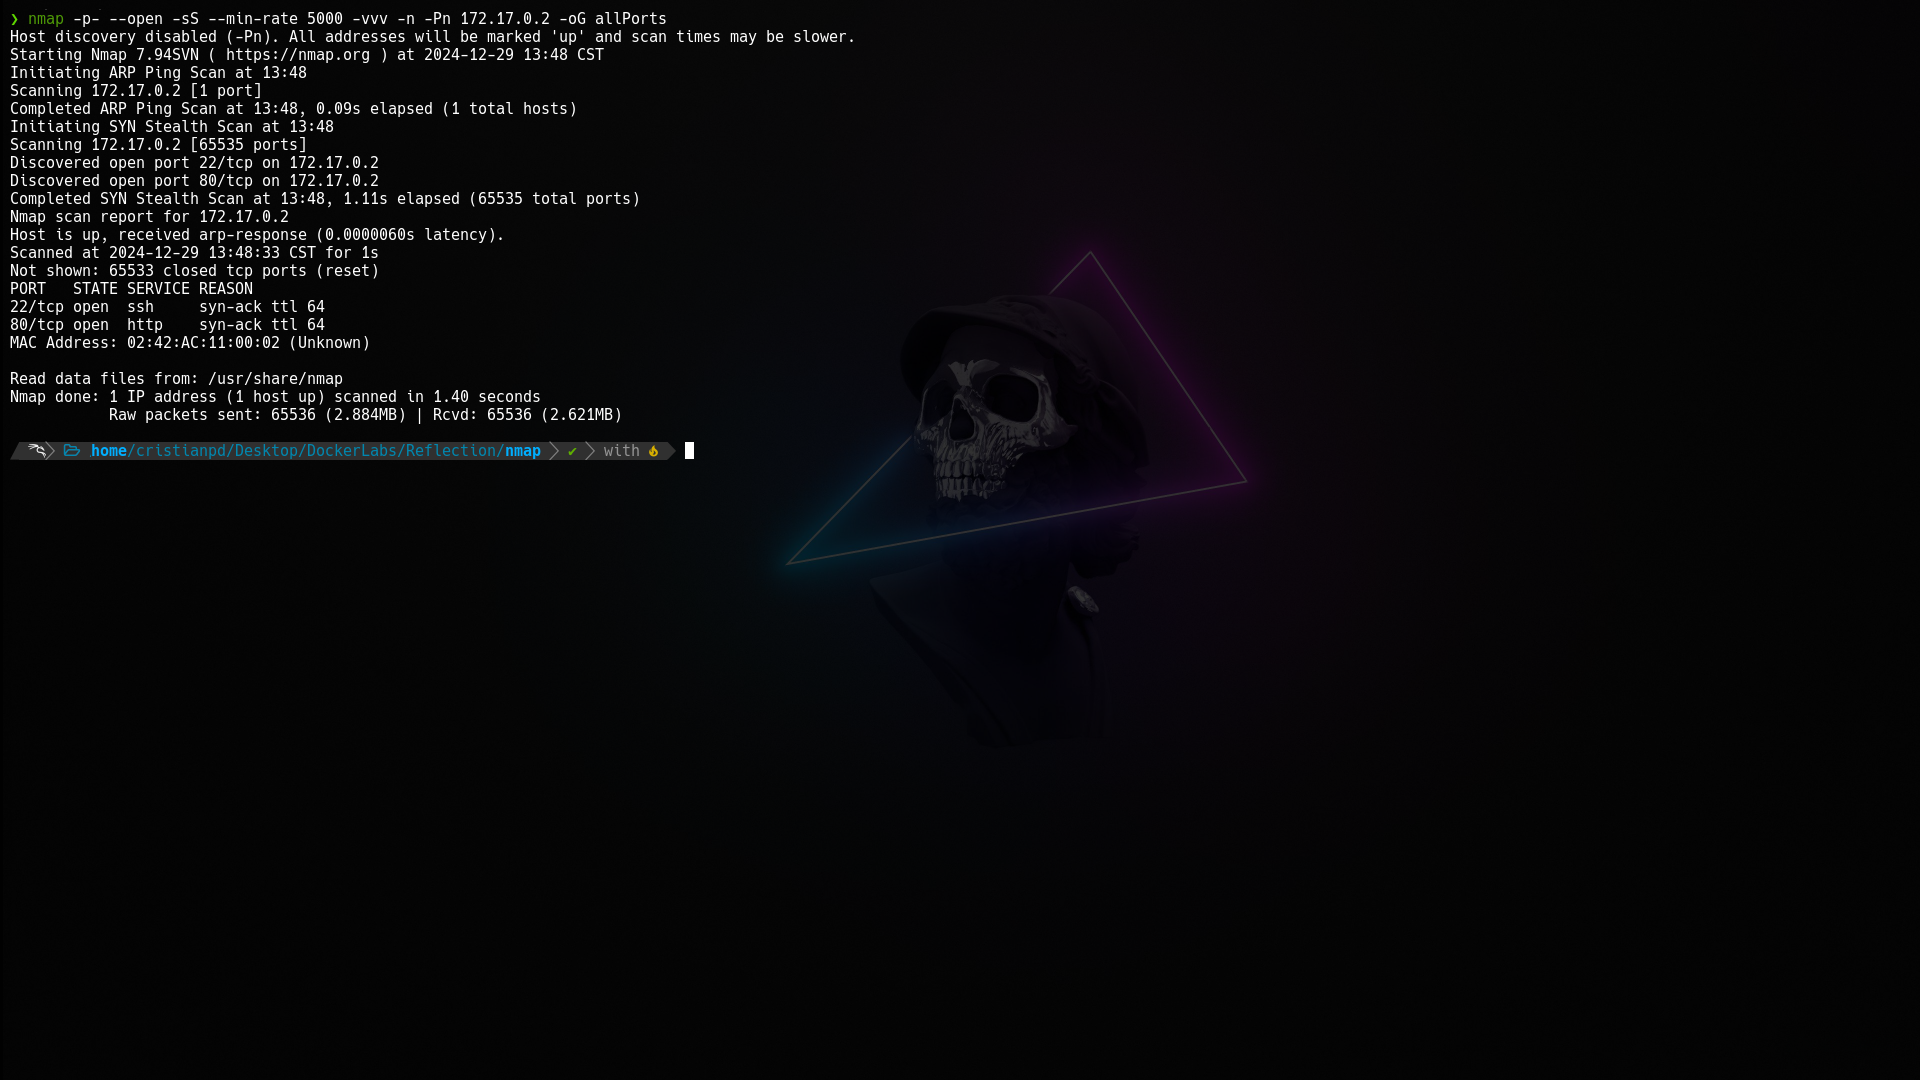 ❯ nmap -p- --open -sS --min-rate 5000 -vvv -n -Pn 172.17.0.2 -oG allPorts
Host discovery disabled (-Pn). All addresses will be marked 'up' and scan times may be slower.
Starting Nmap 7.94SVN ( https://nmap.org ) at 2024-12-29 13:48 CST
Initiating ARP Ping Scan at 13:48
Scanning 172.17.0.2 [1 port]
Completed ARP Ping Scan at 13:48, 0.09s elapsed (1 total hosts)
Initiating SYN Stealth Scan at 13:48
Scanning 172.17.0.2 [65535 ports]
Discovered open port 22/tcp on 172.17.0.2
Discovered open port 80/tcp on 172.17.0.2
Completed SYN Stealth Scan at 13:48, 1.11s elapsed (65535 total ports)
Nmap scan report for 172.17.0.2
Host is up, received arp-response (0.0000060s latency).
Scanned at 2024-12-29 13:48:33 CST for 1s
Not shown: 65533 closed tcp ports (reset)
PORT   STATE SERVICE REASON
22/tcp open  ssh     syn-ack ttl 64
80/tcp open  http    syn-ack ttl 64
MAC Address: 02:42:AC:11:00:02 (Unknown)
Read data files from: /usr/share/nmap
Nmap done: 1 IP address (1 host up) scanned in 1.40 seconds
           Raw packets sent: 65536 (2.884MB) | Rcvd: 65536 (2.621MB)
home/cristianpd/Desktop/DockerLabs/Reflection/nmap ✔ with